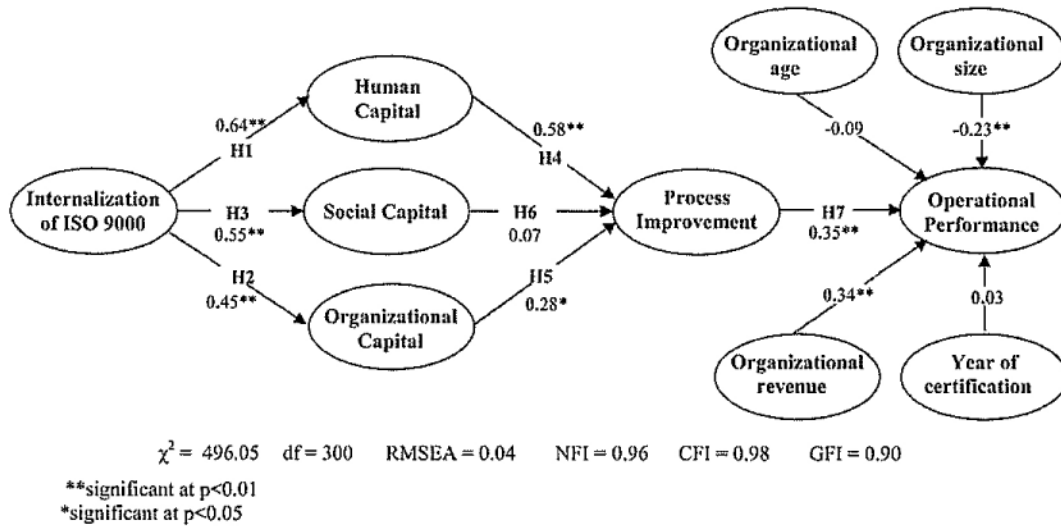 Organizational
age
Organizational
size
Human
Capital
0.64**
H1
0.58**
H4
-0.09
-0.23**
Internalization
of ISO 9000
H3
0.55**
Social Capital
H6
0.07
Process
Improvement
H7
0.35**
Operational
Performance
H2
0.45**
H5
0.28*
Organizational
Capital
0.34**
0.03
Organizational
revenue
Year of
certification
χ² = 496.05 df = 300 RMSEA = 0.04 NFI = 0.96 CFI = 0.98 GFI = 0.90
**significant at p<0.01
*significant at p<0.05